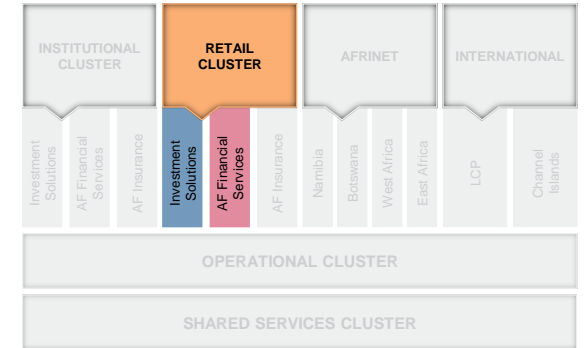 INSTITUTIONAL
CLUSTER
RETAIL
CLUSTER
AFRINET
INTERNATIONAL
Investment
Solutions
AF Financial
Services
AF Insurance
Investment
Solutions
AF Financial
Services
AF Insurance
Namibia
Botswana
West Africa
East Africa
LCP
Channel
Islands
OPERATIONAL CLUSTER
SHARED SERVICES CLUSTER